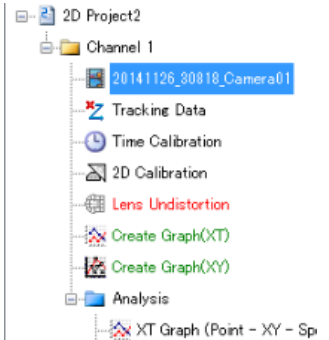 2D Project2
Channel 1
20141126_30818_Camera01
Tracking Data
Time Calibration
2D Calibration
Lens Undistortion
Create Graph(XT)
Create Graph(XY)
Analysis
XT Graph (Point - XY - Spe